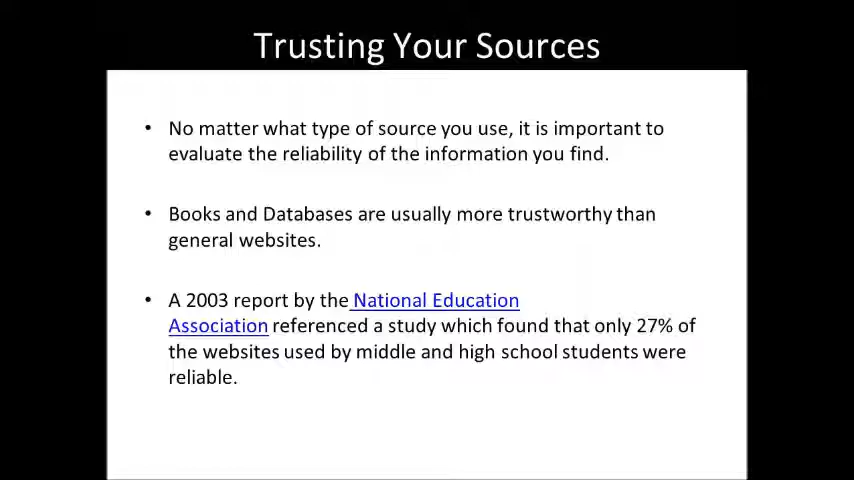 Trusting Your Sources
• No matter what type of source you use, it is important to
evaluate the reliability of the information you find.
• Books and Databases are usually more trustworthy than
general websites.
• A 2003 report by the National Education
Association referenced a study which found that only 27% of
the websites used by middle and high school students were
reliable.